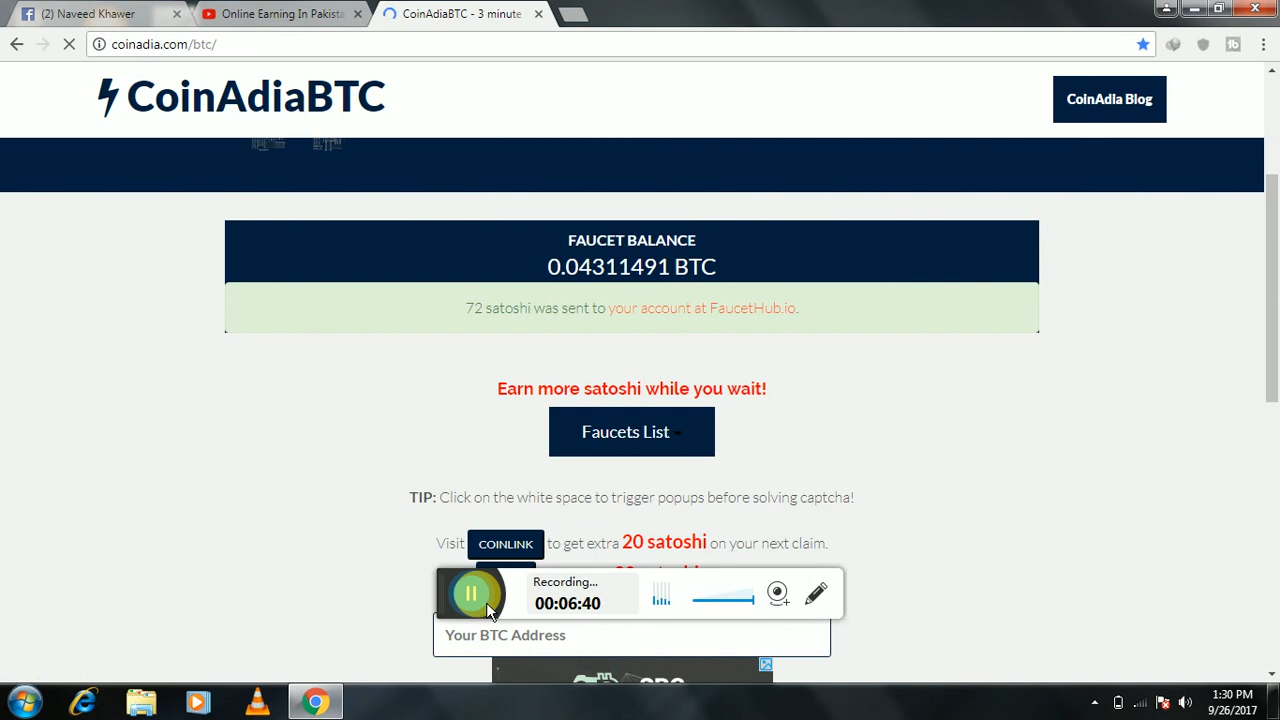 (2) Naveed Khawer
Online Earning In Pakista
CoinAdiaBTC - 3 minute
coinadia.com/btc/
CoinAdiaBTC
CoinAdia Blog
FAUCET BALANCE
0.04311491 BTC
72 satoshi was sent to your account at FaucetHub.io.
Earn more satoshi while you wait!
Faucets List
TIP: Click on the white space to trigger popups before solving captcha!
Visit COINLINK to get extra 20 satoshi on your next claim.
Recording...
00:06:40
Your BTC Address
1:30 PM
9/26/2017